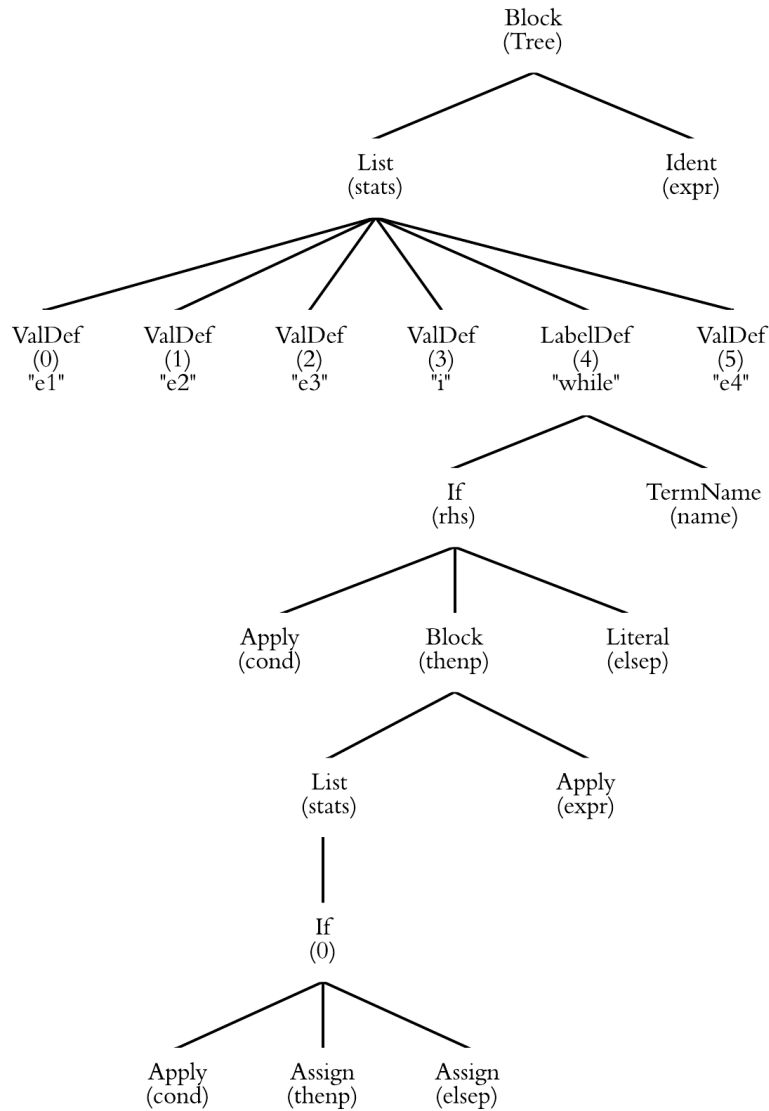 Block
(Tree)
List
(stats)
Ident
(expr)
ValDef
(0)
"e1"
ValDef
(1)
"e2"
ValDef
(2)
"e3"
ValDef
(3)
"i"
LabelDef
(4)
"while"
ValDef
(5)
"e4"
If
(rhs)
TermName
(name)
Apply
(cond)
Block
(thenp)
Literal
(elsep)
List
(stats)
Apply
(expr)
If
(0)
Apply
(cond)
Assign
(thenp)
Assign
(elsep)